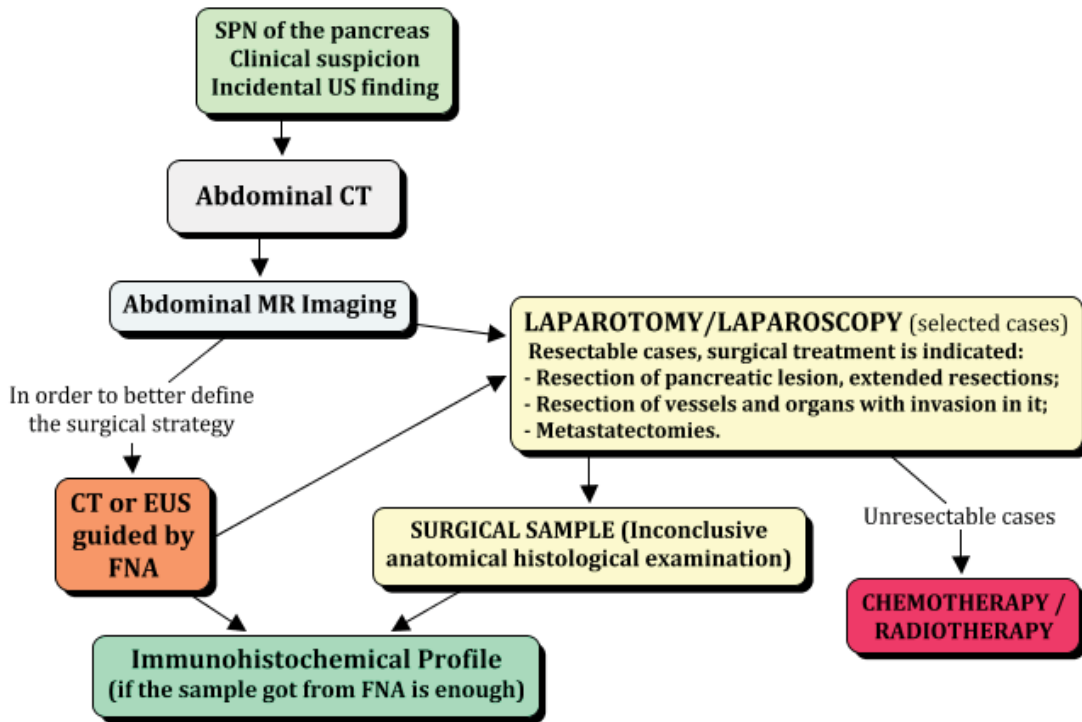 SPN of the pancreas
Clinical suspicion
Incidental US finding
Abdominal CT
Abdominal MR Imaging
In order to better define
the surgical strategy
LAPAROTOMY/LAPAROSCOPY (selected cases)
Resectable cases, surgical treatment is indicated:
- Resection of pancreatic lesion, extended resections;
- Resection of vessels and organs with invasion in it;
- Metastatectomies.
CT or EUS
guided by
FNA
SURGICAL SAMPLE (Inconclusive
anatomical histological examination)
Unresectable cases
CHEMOTHERAPY /
RADIOTHERAPY
Immunohistochemical Profile
(if the sample got from FNA is enough)